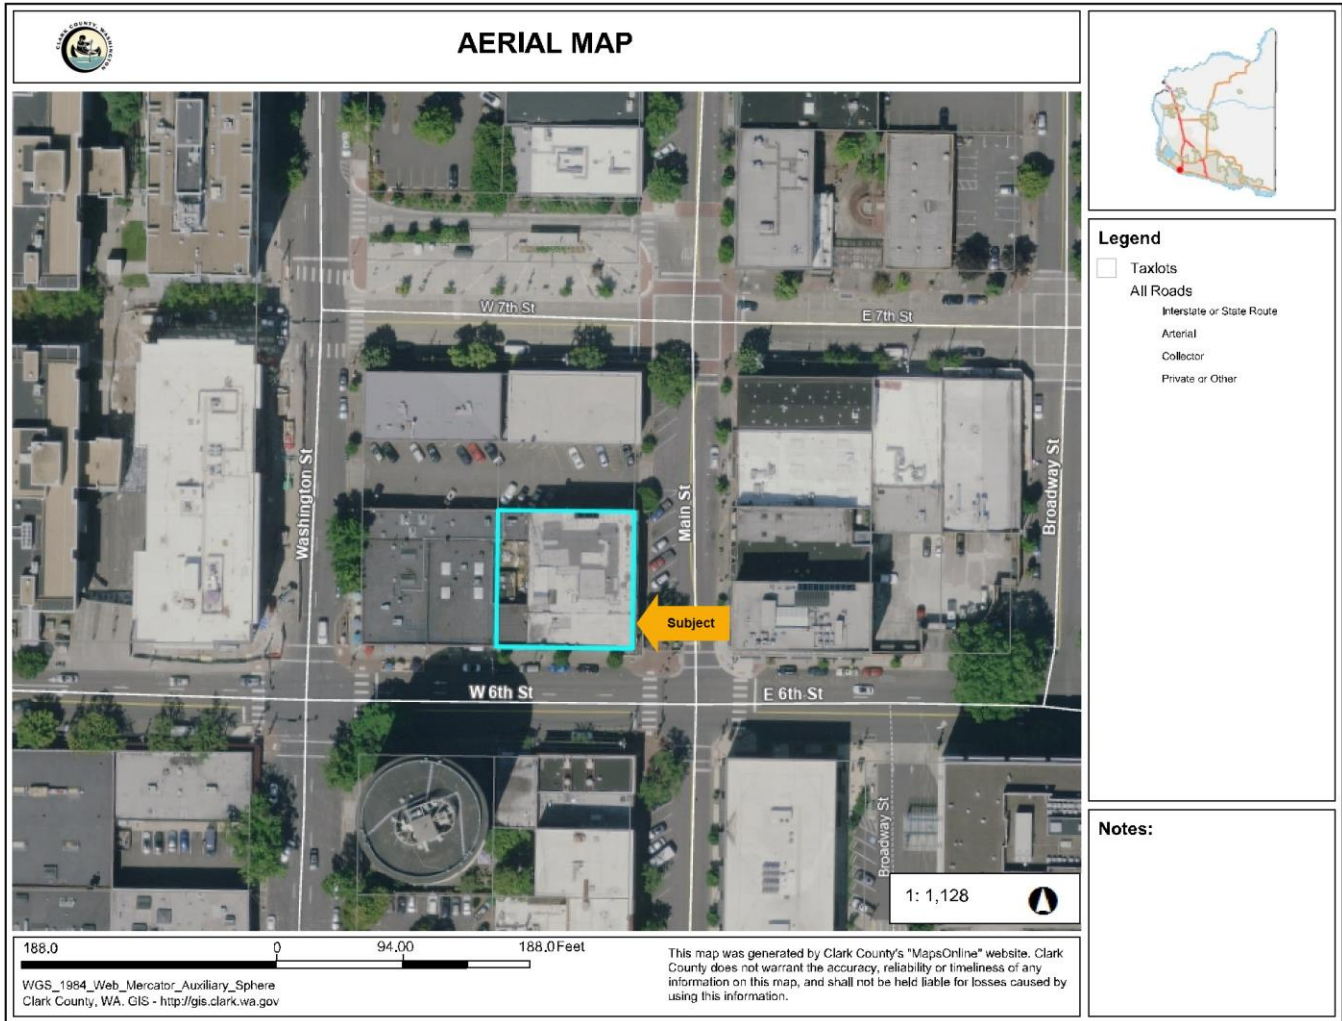 CLARK COUNTY, WASHINGTON
AERIAL MAP
Legend
Taxlots
All Roads
Interstate or State Route
Arterial
Collector
Private or Other
W 7th St
E 7th St
Washington St
Main St
Broadway St
Subject
W 6th St
E 6th St
Broadway St
Notes:
1: 1,128
188.0 0 94.00 188.0 Feet
WGS_1984_Web_Mercator_Auxiliary_Sphere
Clark County, WA. GIS - http://gis.clark.wa.gov
This map was generated by Clark County's "MapsOnline" website. Clark
County does not warrant the accuracy, reliability or timeliness of any
information on this map, and shall not be held liable for losses caused by
using this information.